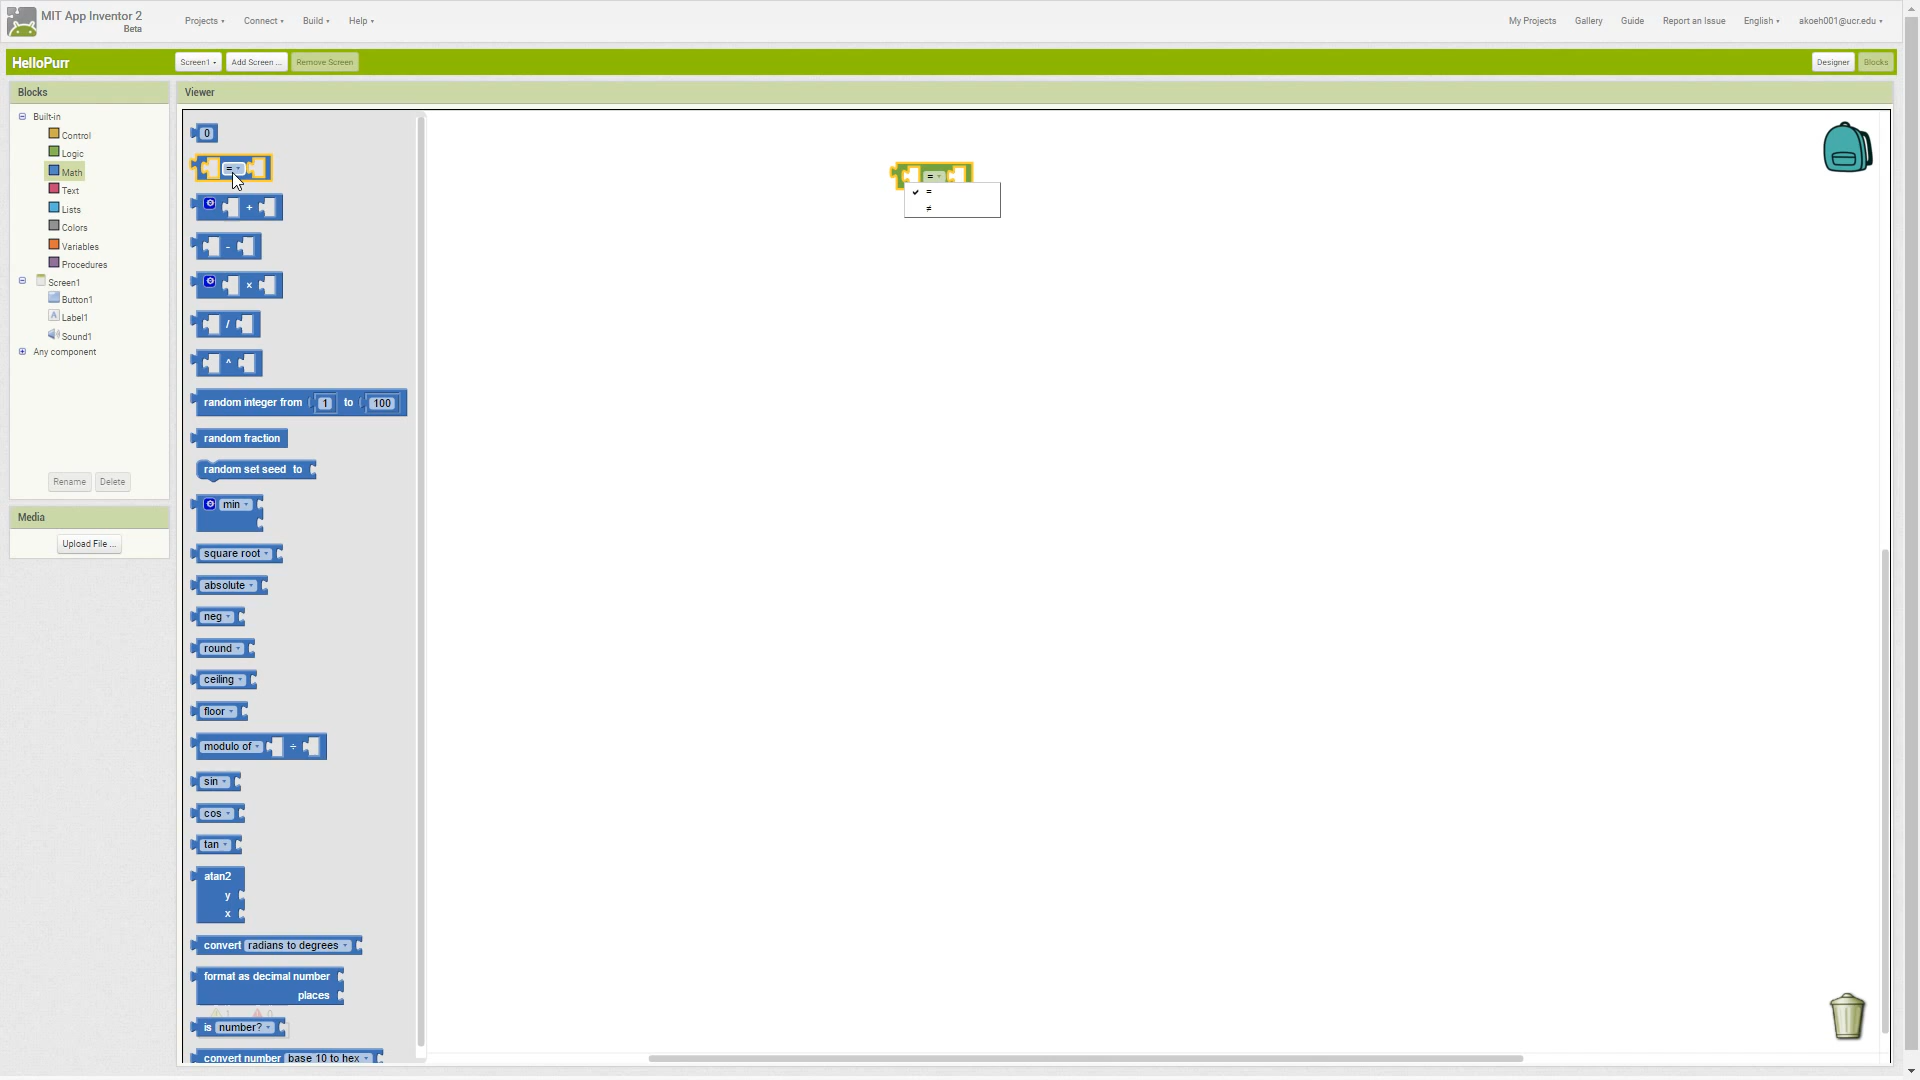 MIT App Inventor 2
Beta
Projects Connect Build Help
My Projects Gallery Guide Report an Issue English akoeh001@ucr.edu
HelloPurr
Screen1 Add Screen ... Remove Screen
Designer Blocks
Blocks
Viewer
Built-in
Control
Logic
Math
Text
Lists
Colors
Variables
Procedures
Screen1
Button1
A Label1
Sound1
Any component
Rename Delete
Media
Upload File ...
0
=
+
-
×
/
^
random integer from 1 to 100
random fraction
random set seed to
min
square root
absolute
neg
round
ceiling
floor
modulo of ÷
sin
cos
tan
atan2
y
x
convert radians to degrees
format as decimal number
places
is number?
convert number base 10 to hex
=
✓ =
≠